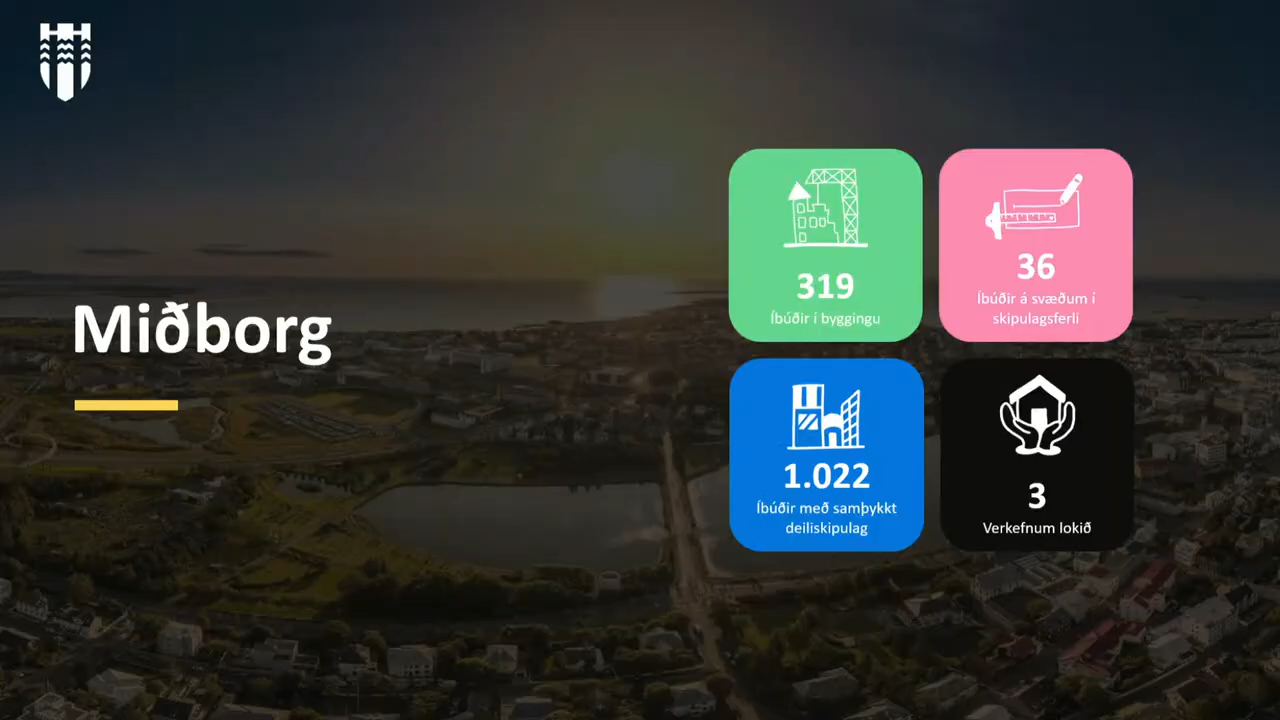 Miðborg
319
Íbúðir í byggingu
36
Íbúðir á svæðum í
skipulagsferli
1.022
Íbúðir með samþykkt
deiliskipulag
3
Verkefnum lokið